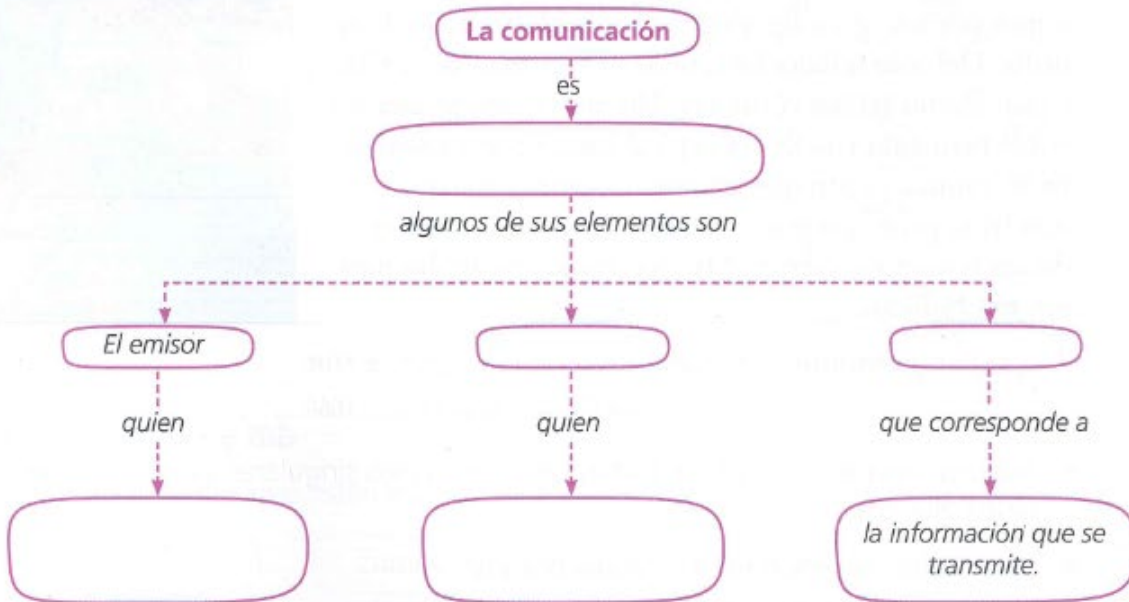 La comunicación
es
algunos de sus elementos son
El emisor
quien
quien
que corresponde a
la información que se
transmite.